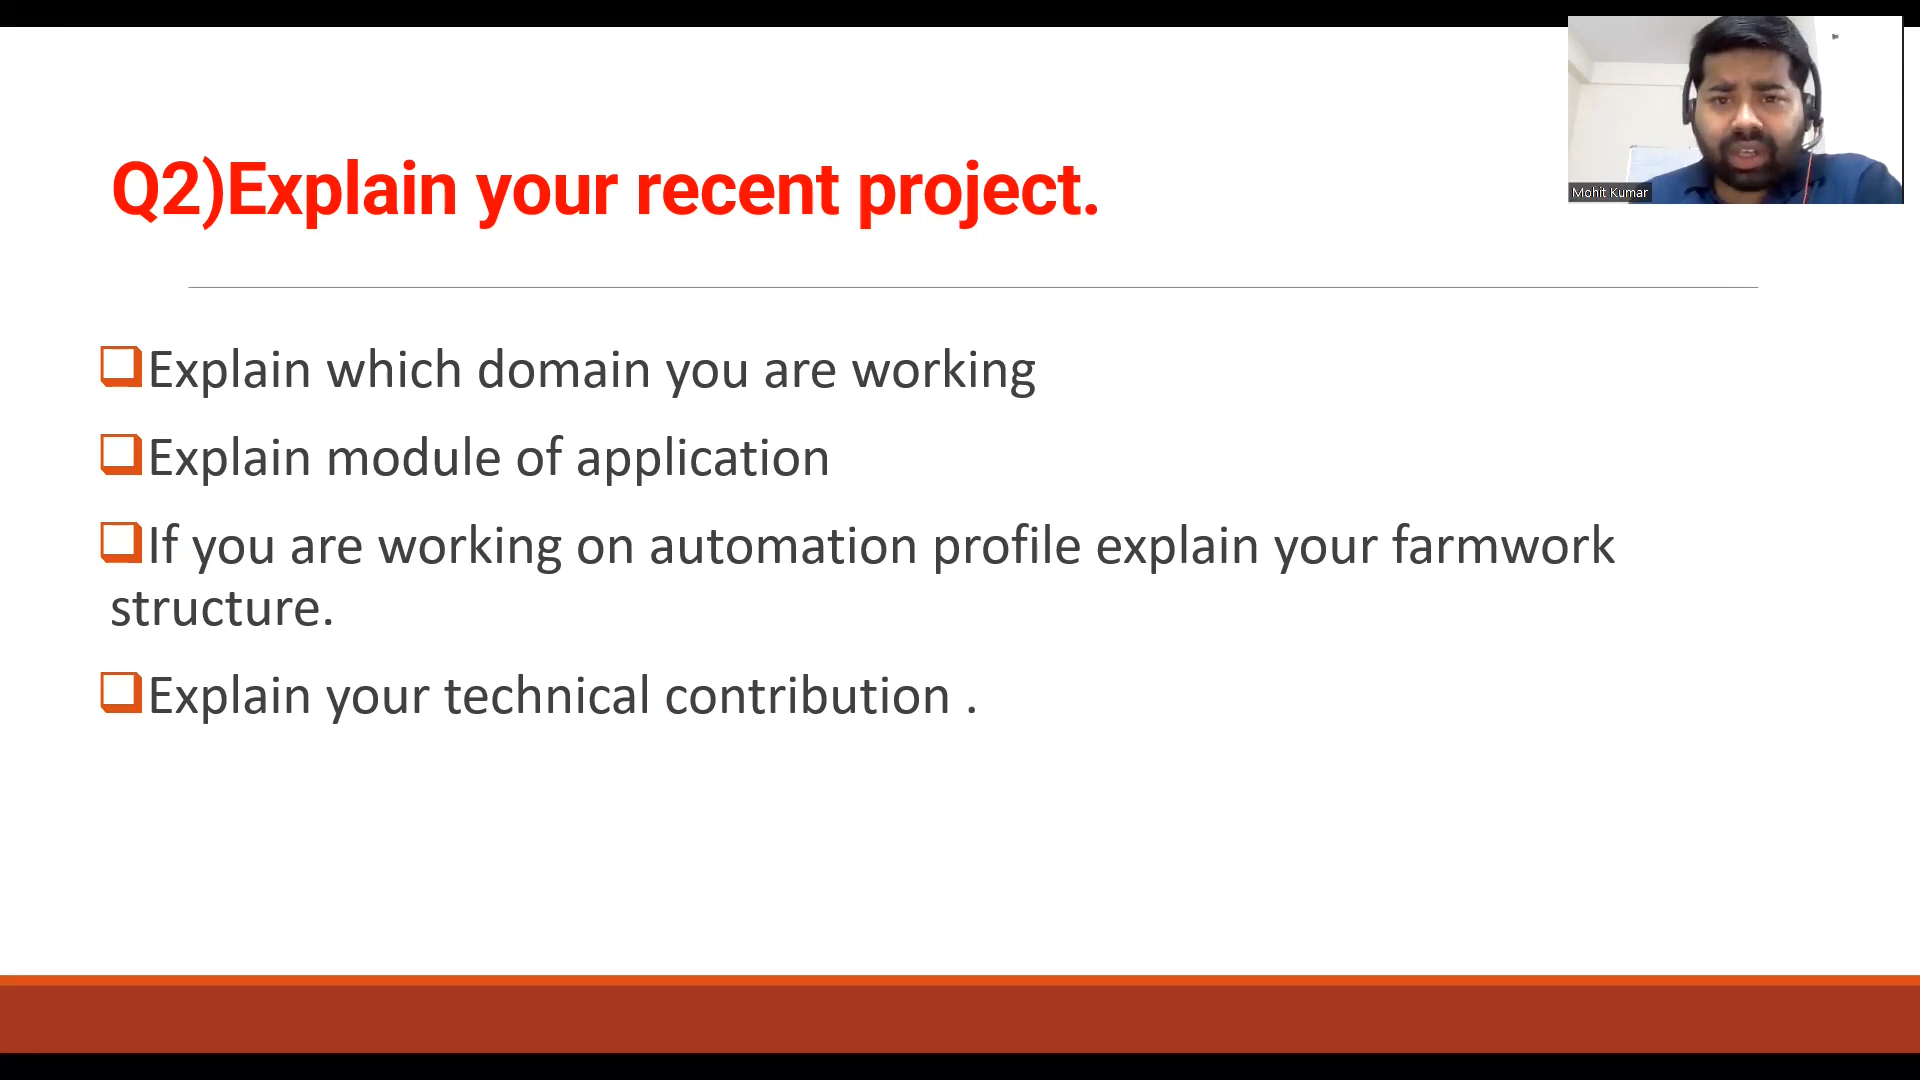 Mohit Kumar
Q2)Explain your recent project.
Explain which domain you are working
Explain module of application
If you are working on automation profile explain your farmwork
structure.
Explain your technical contribution .